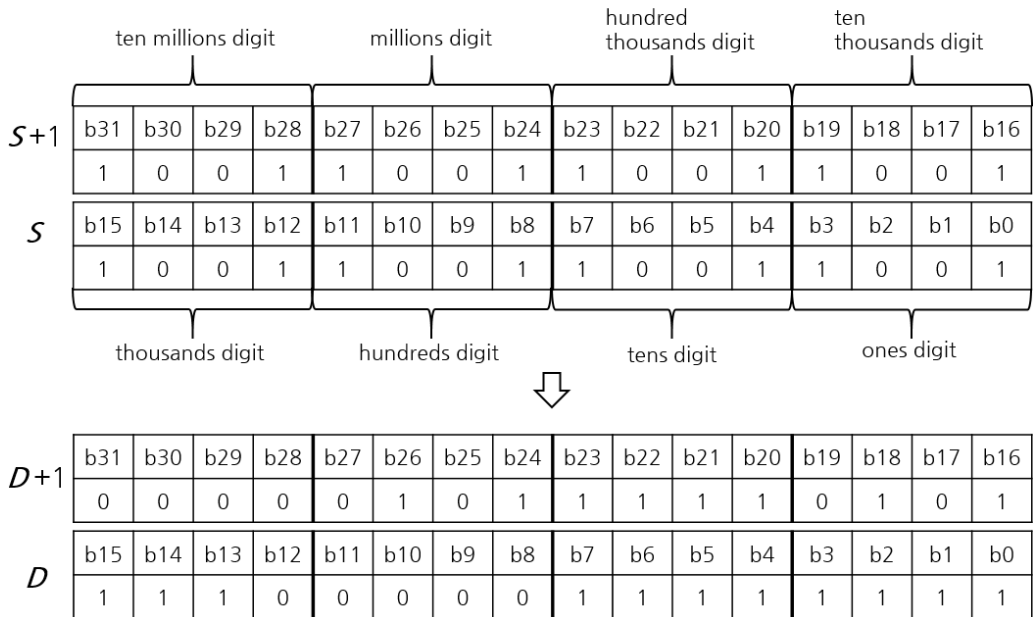 ten millions digit millions digit hundred thousands digit ten thousands digit
S+1 b31 b30 b29 b28 b27 b26 b25 b24 b23 b22 b21 b20 b19 b18 b17 b16
1 0 0 1 1 0 0 1 1 0 0 1 1 0 0 1
S b15 b14 b13 b12 b11 b10 b9 b8 b7 b6 b5 b4 b3 b2 b1 b0
1 0 0 1 1 0 0 1 1 0 0 1 1 0 0 1
thousands digit hundreds digit tens digit ones digit
D+1 b31 b30 b29 b28 b27 b26 b25 b24 b23 b22 b21 b20 b19 b18 b17 b16
0 0 0 0 0 1 0 1 1 1 1 1 0 1 0 1
D b15 b14 b13 b12 b11 b10 b9 b8 b7 b6 b5 b4 b3 b2 b1 b0
1 1 1 0 0 0 0 0 1 1 1 1 1 1 1 1